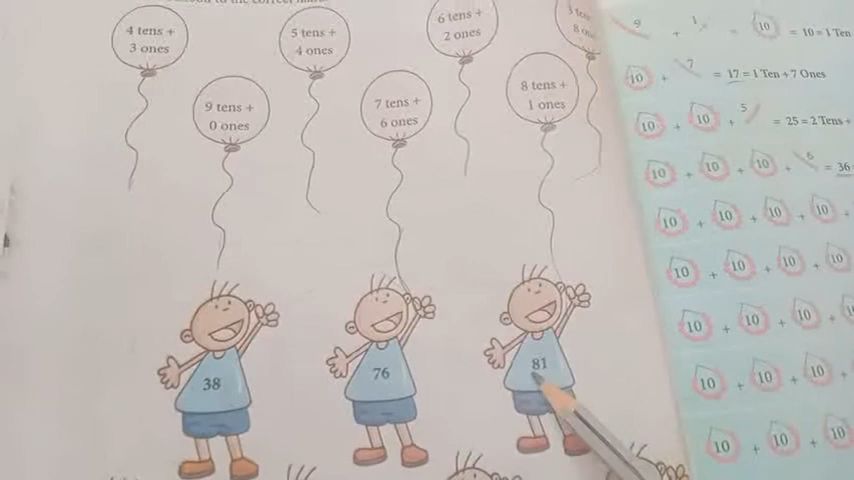 4 tens +
3 ones
5 tens +
4 ones
6 tens +
2 ones
8 ones
9 tens +
0 ones
7 tens +
6 ones
8 tens +
1 ones
38
76
81
9 + 1 = 10 = 10 = 1 Ten
10 + 7 = 17 = 1 Ten + 7 Ones
10 + 10 + 5 = 25 = 2 Tens +
10 + 10 + 10 + 6 = 36
10 + 10 + 10 + 10 +
10 + 10 + 10 + 10
10 + 10 + 10 +
10 + 10 + 10 +
10 + 10 + 10